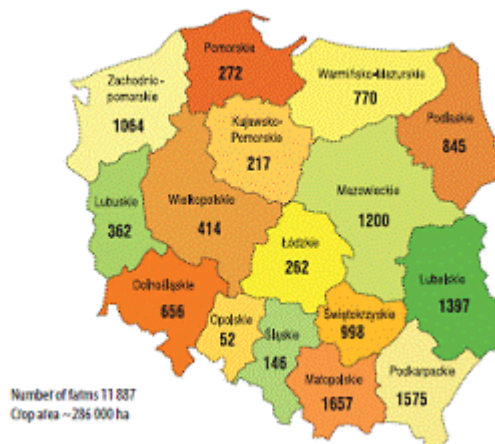 Pomorskie
272
Zachodnio-
pomorskie
1064
Warmińsko-Mazurskie
770
Podlaskie
845
Kujawsko-
Pomorskie
217
Lubuskie
362
Wielkopolskie
414
Mazowieckie
1200
Łódzkie
262
Lubelskie
1397
Dolnośląskie
656
Opolskie
52
Śląskie
146
Świętokrzyskie
998
Małopolskie
1657
Podkarpackie
1575
Number of farms 11 887
Crop area ~286 000 ha